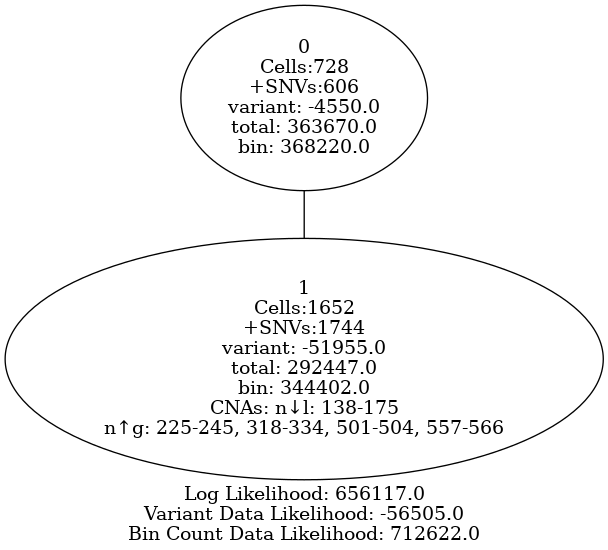 0
Cells:728
+SNVs:606
variant: -4550.0
total: 363670.0
bin: 368220.0
1
Cells:1652
+SNVs:1744
variant: -51955.0
total: 292447.0
bin: 344402.0
CNAs: n↓l: 138-175
n↑g: 225-245, 318-334, 501-504, 557-566
Log Likelihood: 656117.0
Variant Data Likelihood: -56505.0
Bin Count Data Likelihood: 712622.0